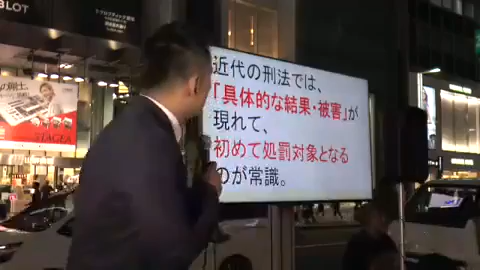 BLOT
近代の刑法では、
「具体的な結果・被害」が
現れて、
初めて処罰対象となる
のが常識。